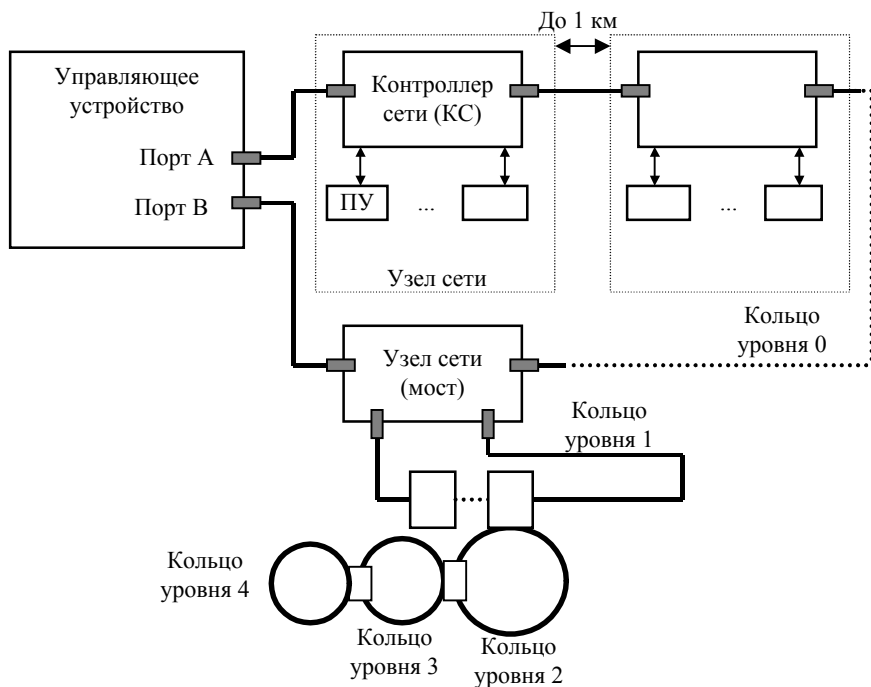 До 1 км
Управляющее
устройство
Порт А
Порт В
Контроллер
сети (КС)
ПУ
...
...
Узел сети
Кольцо
уровня 0
Узел сети
(мост)
Кольцо
уровня 1
Кольцо
уровня 4
Кольцо
уровня 3
Кольцо
уровня 2